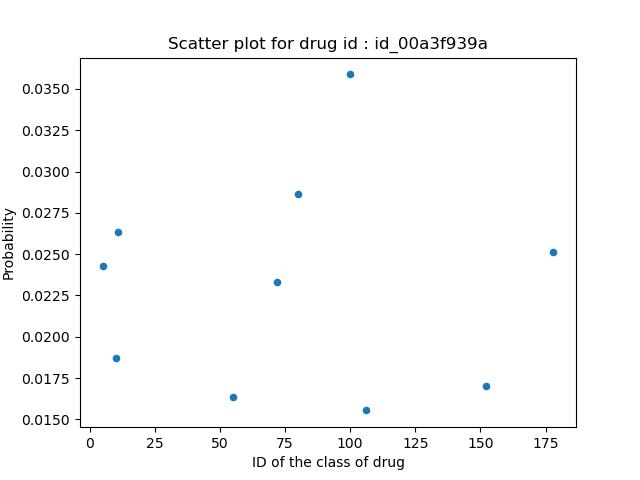 Scatter plot for drug id : id_00a3f939a
0.0350
0.0325
0.0300
0.0275
0.0250
0.0225
0.0200
0.0175
0.0150
Probability
0 25 50 75 100 125 150 175
ID of the class of drug